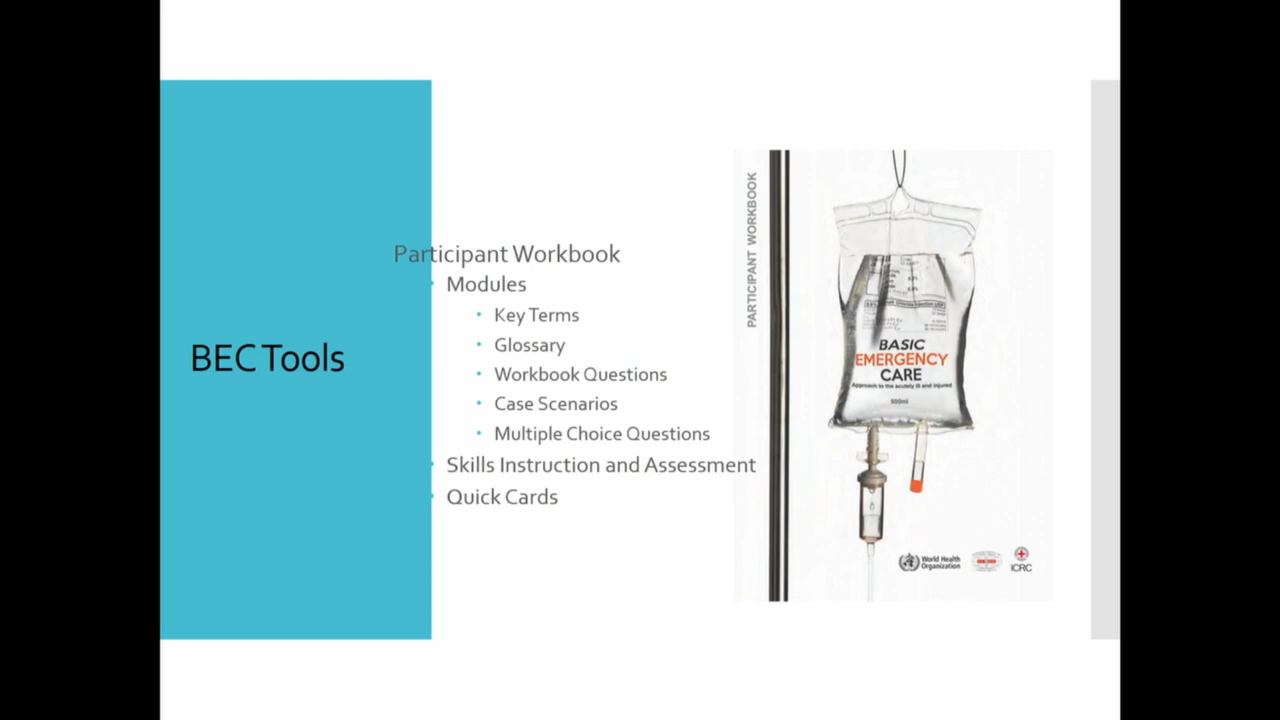 BEC Tools
Participant Workbook
Modules
Key Terms
Glossary
Workbook Questions
Case Scenarios
Multiple Choice Questions
Skills Instruction and Assessment
Quick Cards
PARTICIPANT WORKBOOK
BASIC
EMERGENCY
CARE
Approach to the acutely ill and injured
World Health
Organization
ICRC